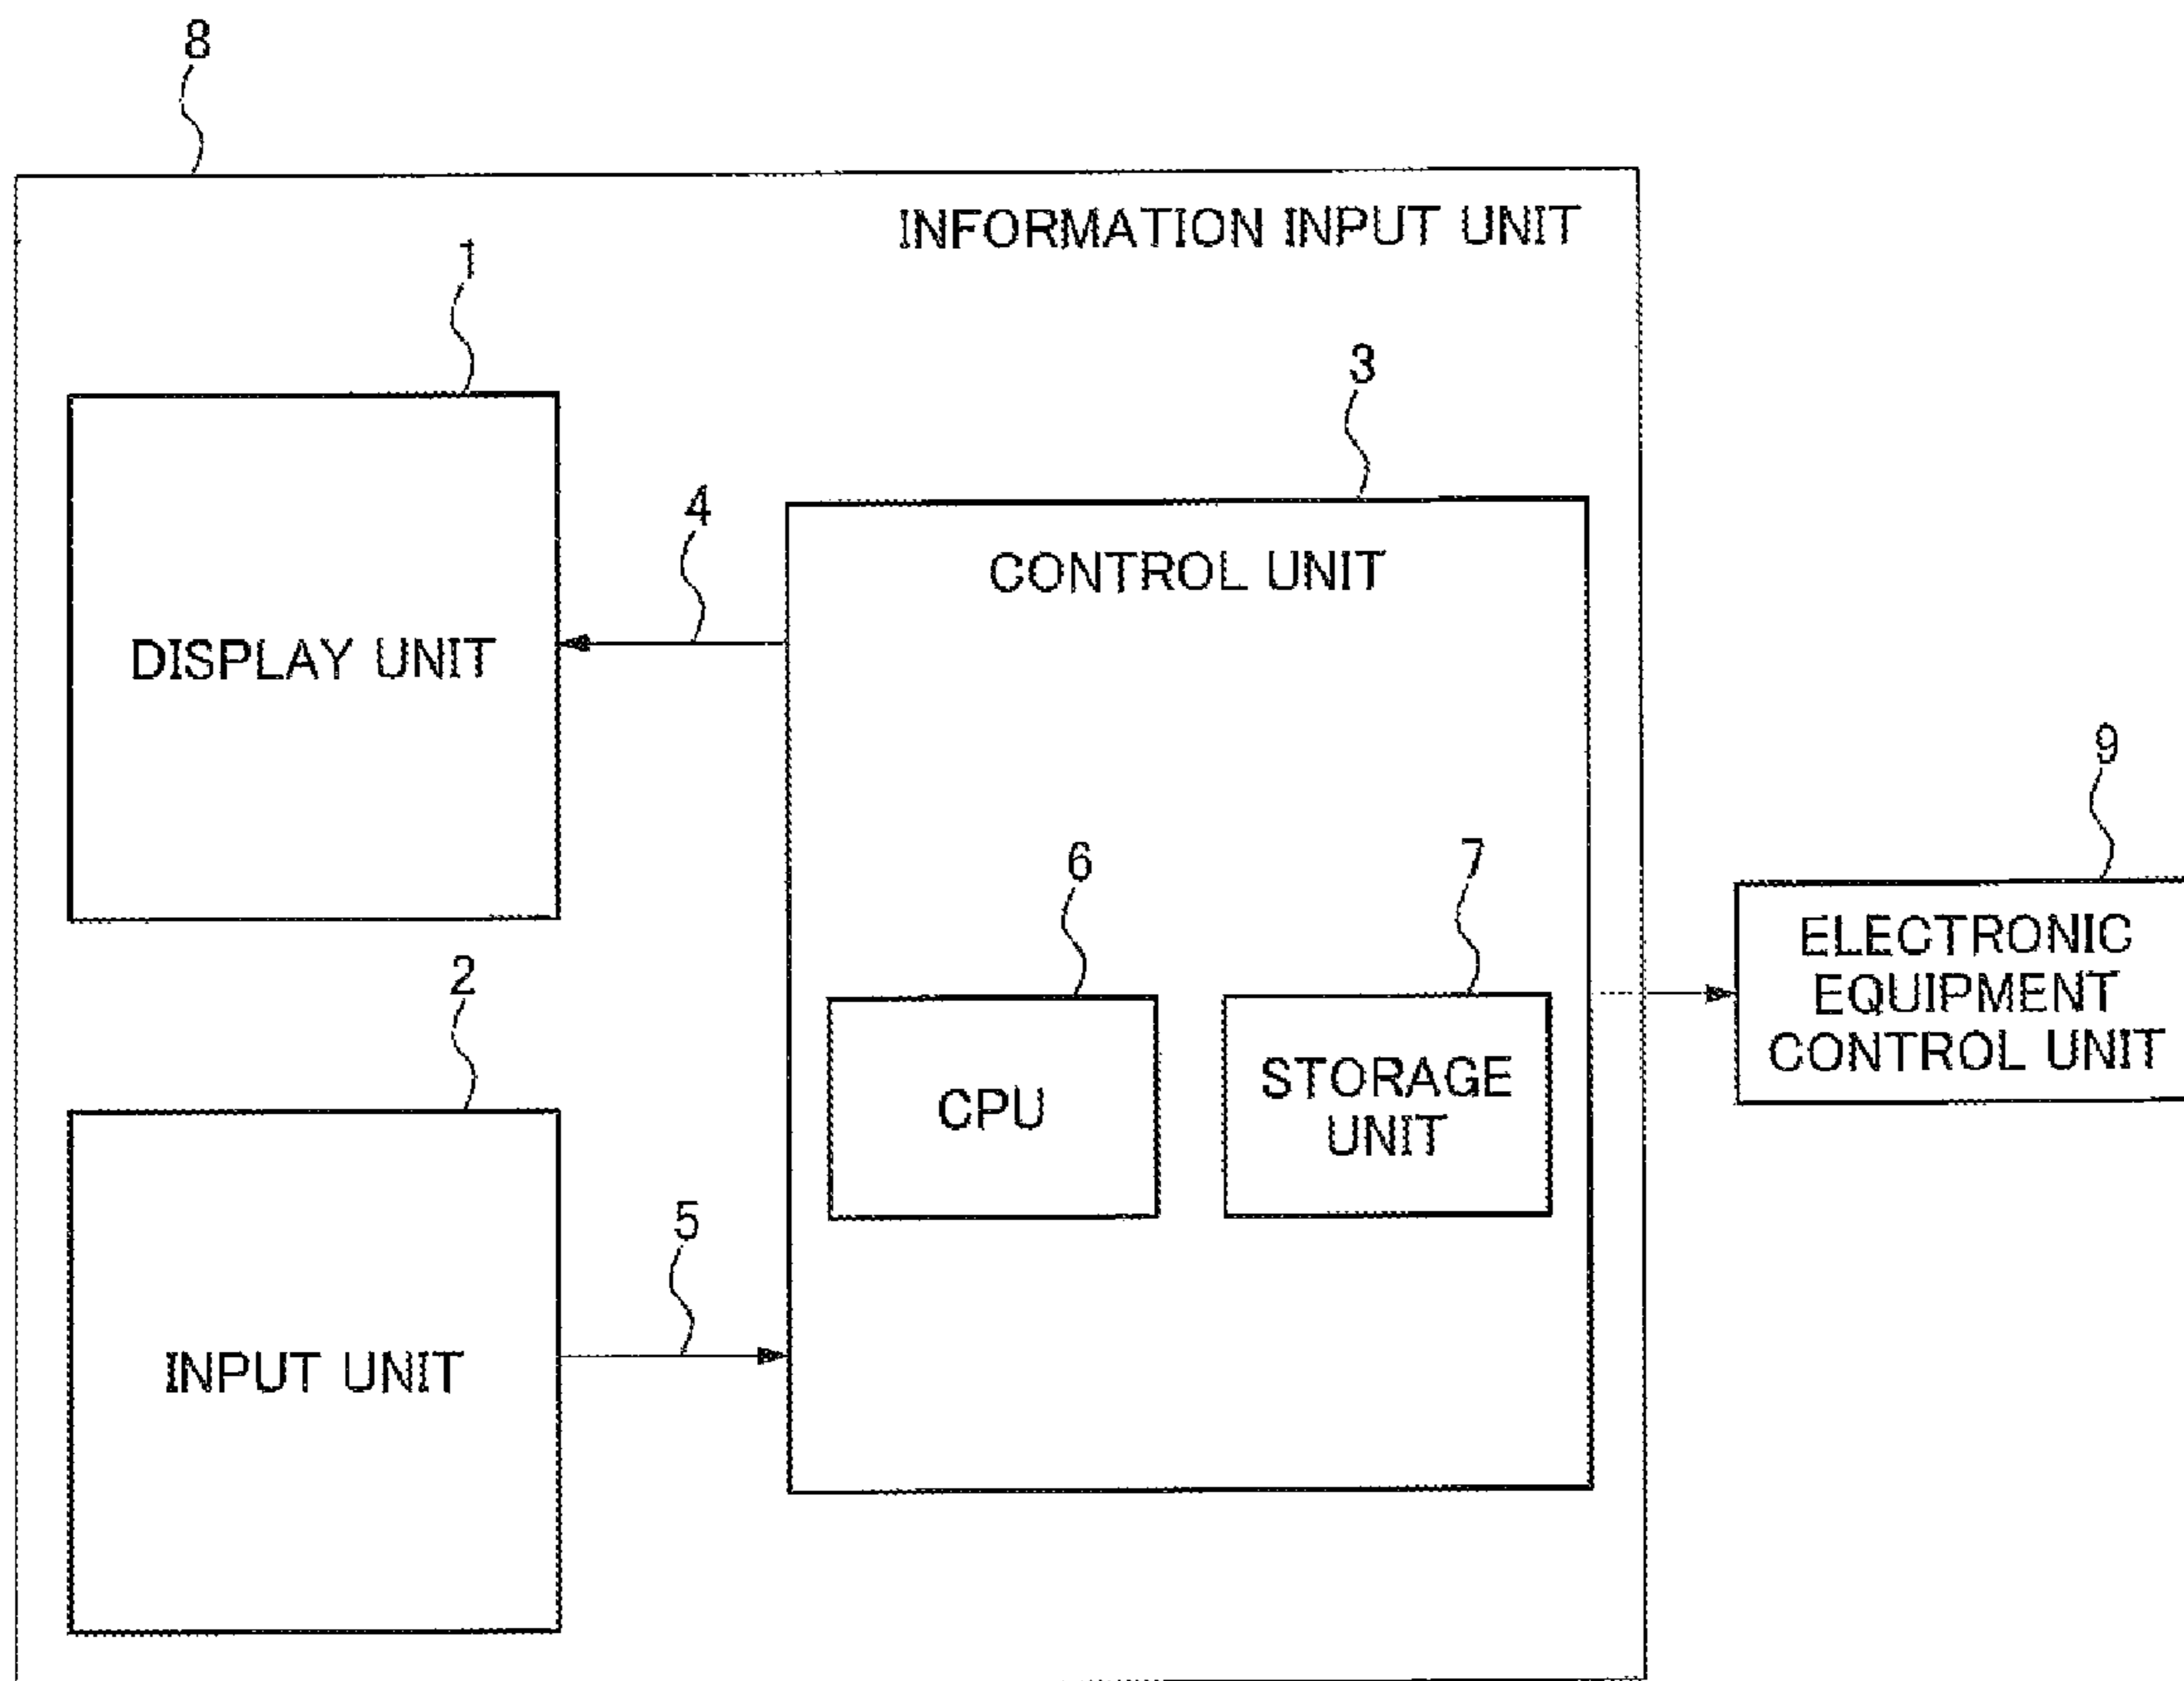 8
INFORMATION INPUT UNIT
1
3
4
CONTROL UNIT
DISPLAY UNIT
9
6
7
ELECTRONIC
EQUIPMENT
CONTROL UNIT
2
CPU
STORAGE
UNIT
5
INPUT UNIT